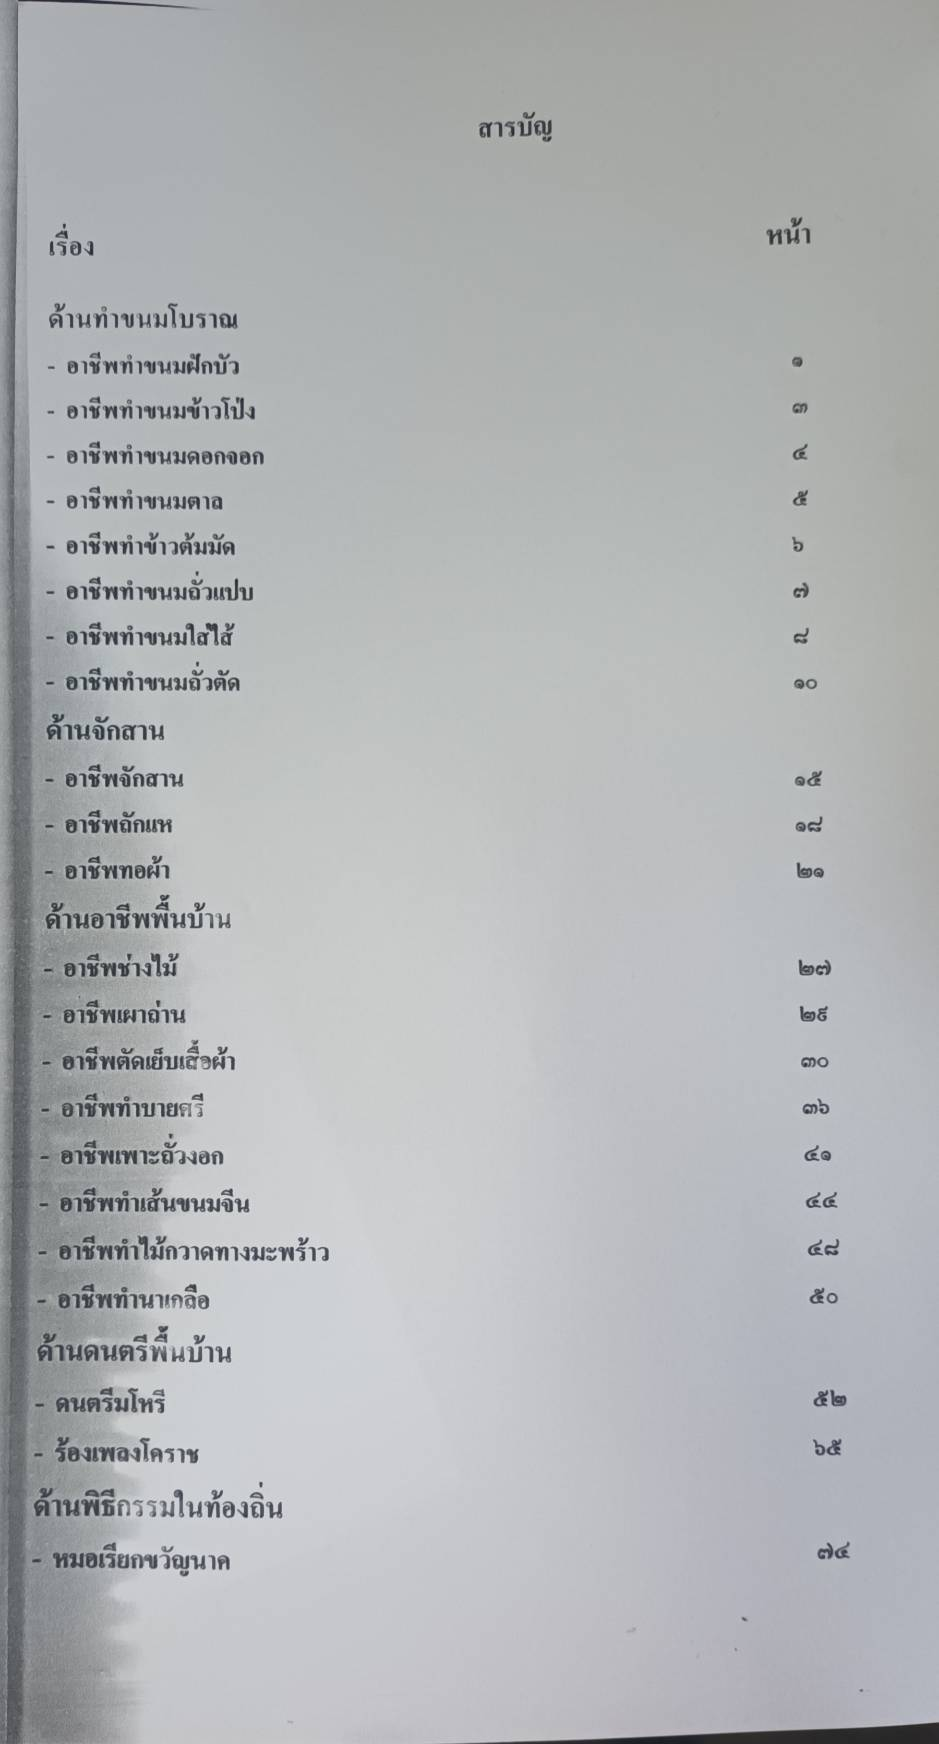 สารบัญ
เรื่อง หน้า
ด้านทำขนมโบราณ
- อาชีพทำขนมฝักบัว ๑
- อาชีพทำขนมข้าวโป่ง ๓
- อาชีพทำขนมดอกจอก ๔
- อาชีพทำขนมตาล ๕
- อาชีพทำข้าวต้มมัด ๖
- อาชีพทำขนมถั่วแปบ ๗
- อาชีพทำขนมใส่ไส้ ๘
- อาชีพทำขนมถั่วตัด ๑๐
ด้านจักสาน
- อาชีพจักสาน ๑๕
- อาชีพถักแห ๑๘
- อาชีพทอผ้า ๒๑
ด้านอาชีพพื้นบ้าน
- อาชีพช่างไม้ ๒๗
- อาชีพเผาถ่าน ๒๙
- อาชีพตัดเย็บเสื้อผ้า ๓๐
- อาชีพทำบายศรี ๓๖
- อาชีพเพาะถั่วงอก ๔๑
- อาชีพทำเส้นขนมจีน ๔๔
- อาชีพทำไม้กวาดทางมะพร้าว ๔๘
- อาชีพทำนาเกลือ ๕๐
ด้านดนตรีพื้นบ้าน
- ดนตรีมโหรี ๕๒
- ร้องเพลงโคราช ๖๕
ด้านพิธีกรรมในท้องถิ่น
- หมอเรียกขวัญนาค ๗๔